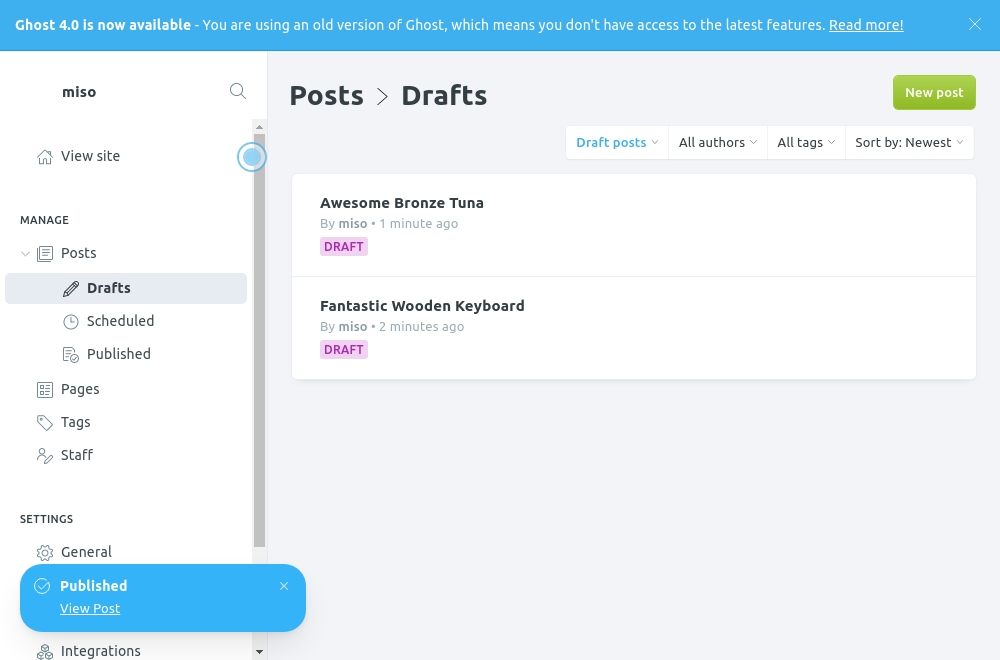 Ghost 4.0 is now available - You are using an old version of Ghost, which means you don't have access to the latest features. Read more!
miso
View site
MANAGE
Posts
Drafts
Scheduled
Published
Pages
Tags
Staff
SETTINGS
General
Published
View Post
Integrations
Posts > Drafts
New post
Draft posts
All authors
All tags
Sort by: Newest
Awesome Bronze Tuna
By miso • 1 minute ago
DRAFT
Fantastic Wooden Keyboard
By miso • 2 minutes ago
DRAFT